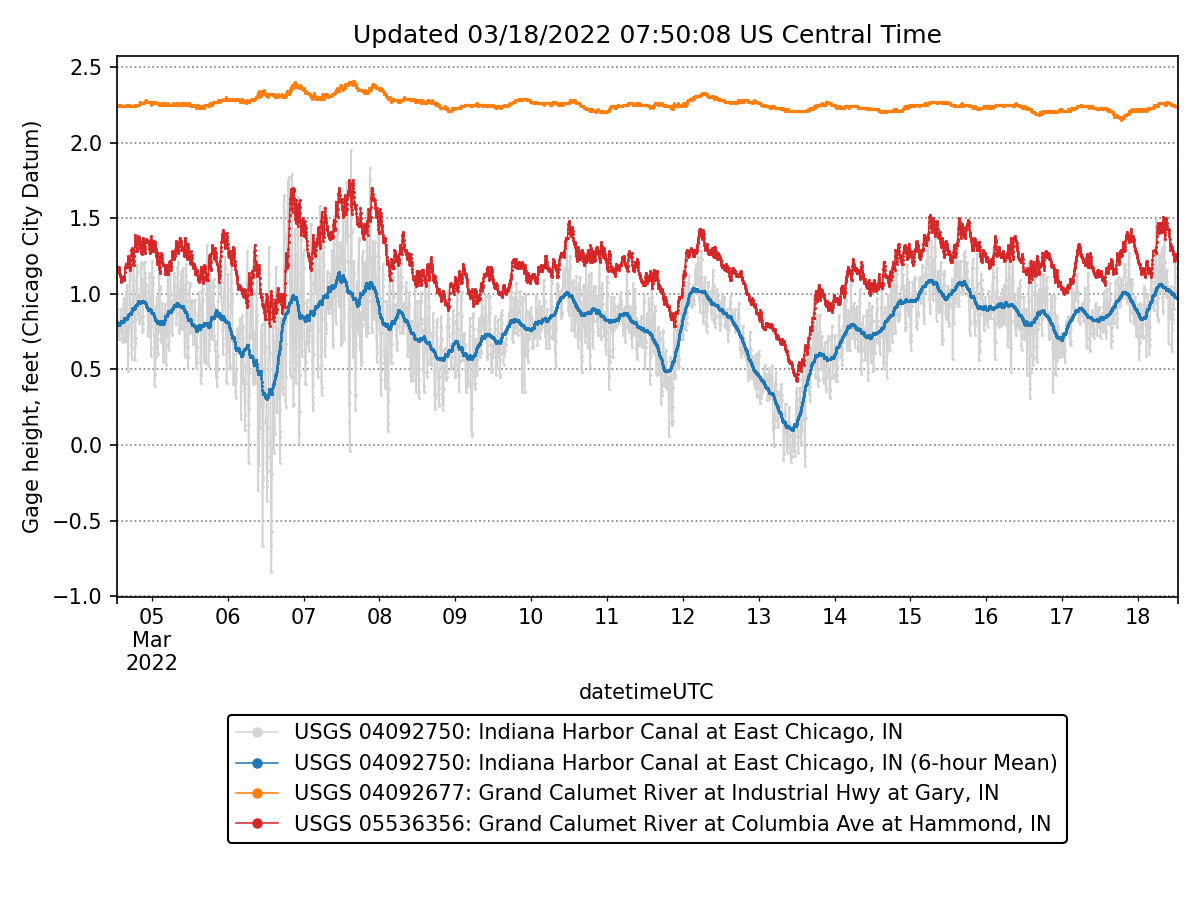 Updated 03/18/2022 07:50:08 US Central Time
Gage height, feet (Chicago City Datum)
2.5
2.0
1.5
1.0
0.5
0.0
−0.5
−1.0
05 06 07 08 09 10 11 12 13 14 15 16 17 18
Mar
2022
datetimeUTC
USGS 04092750: Indiana Harbor Canal at East Chicago, IN
USGS 04092750: Indiana Harbor Canal at East Chicago, IN (6-hour Mean)
USGS 04092677: Grand Calumet River at Industrial Hwy at Gary, IN
USGS 05536356: Grand Calumet River at Columbia Ave at Hammond, IN